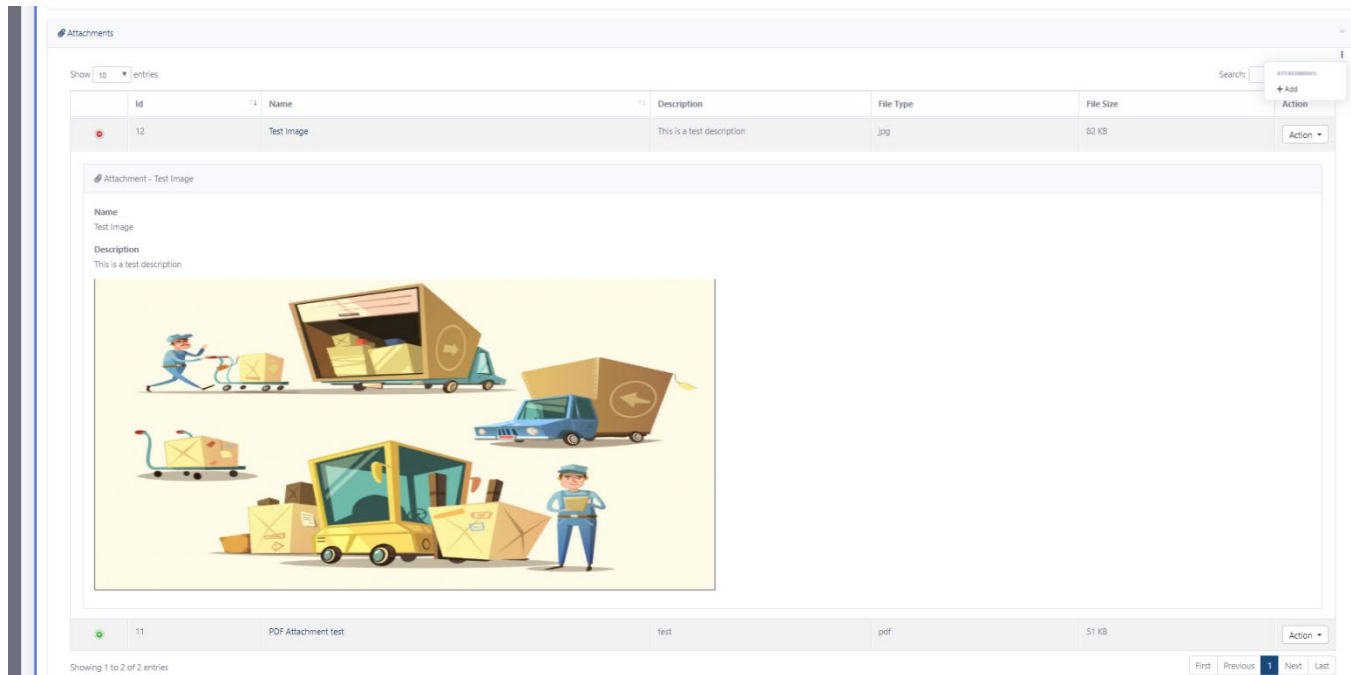 Attachments
Show 10 entries
Search:
ATTACHMENTS:
+ Add
Id Name Description File Type File Size Action
12 Test Image This is a test description jpg 82 KB Action
Attachment - Test Image
Name
Test Image
Description
This is a test description
11 PDF Attachment test test pdf 51 KB Action
Showing 1 to 2 of 2 entries
First Previous 1 Next Last